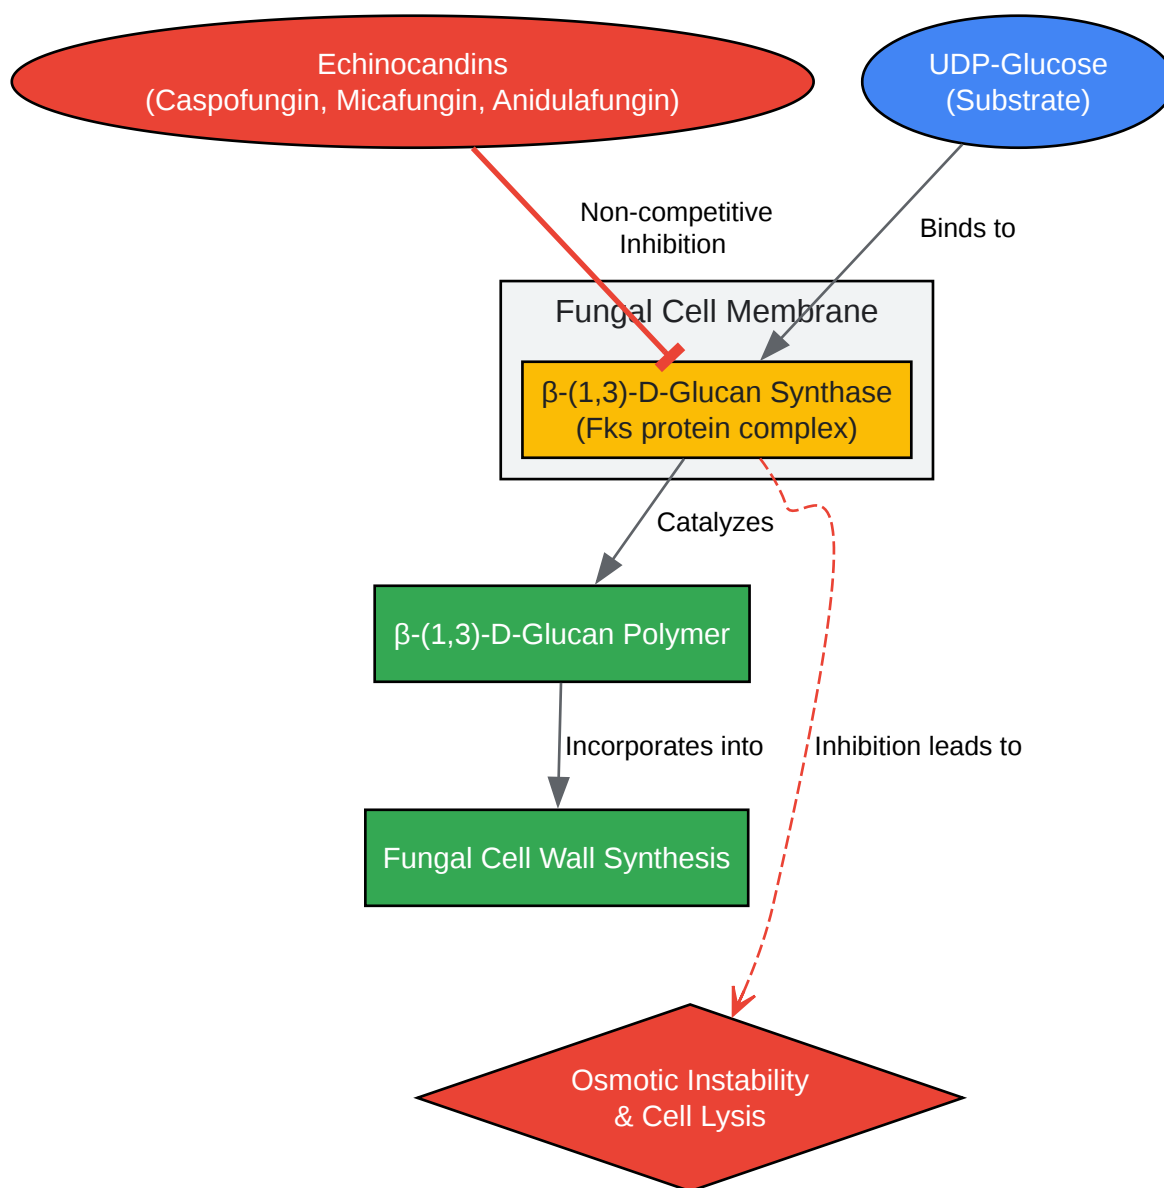 Echinocandins
(Caspofungin, Micafungin, Anidulafungin)
UDP-Glucose
(Substrate)
Non-competitive
Inhibition
Binds to
Fungal Cell Membrane
β-(1,3)-D-Glucan Synthase
(Fks protein complex)
Catalyzes
β-(1,3)-D-Glucan Polymer
Incorporates into
Inhibition leads to
Fungal Cell Wall Synthesis
Osmotic Instability
& Cell Lysis